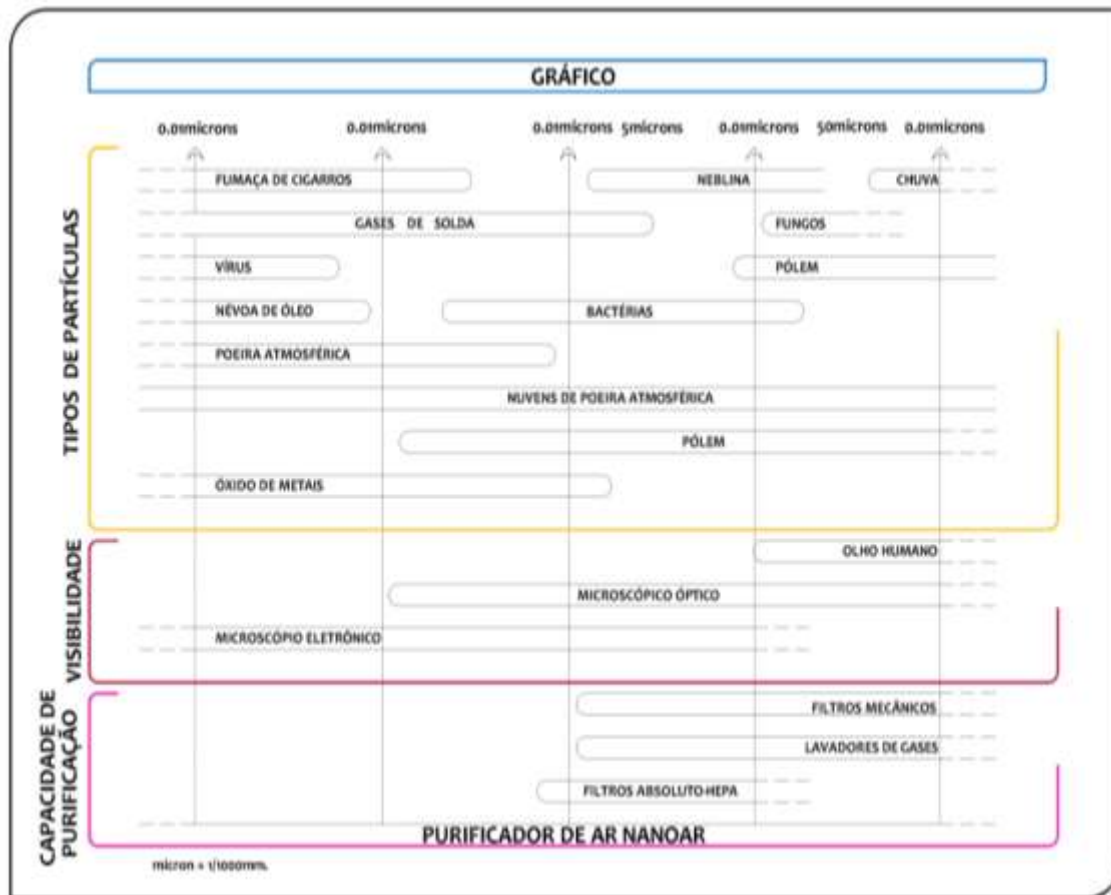 GRÁFICO
0.01microns 0.01microns 0.01microns 5microns 0.01microns 50microns 0.01microns
TIPOS DE PARTÍCULAS
FUMAÇA DE CIGARROS NEBLINA CHUVA
GASES DE SOLDA FUNGOS
VÍRUS PÓLEM
NÉVOA DE ÓLEO BACTÉRIAS
POEIRA ATMOSFÉRICA
NUVENS DE POEIRA ATMOSFÉRICA
PÓLEM
ÓXIDO DE METAIS
VISIBILIDADE
OLHO HUMANO
MICROSCÓPICO ÓPTICO
MICROSCÓPIO ELETRÔNICO
CAPACIDADE DE
PURIFICAÇÃO
FILTROS MECÂNICOS
LAVADORES DE GASES
FILTROS ABSOLUTO-HEPA
PURIFICADOR DE AR NANOAR
mícron = 1/1000mm.